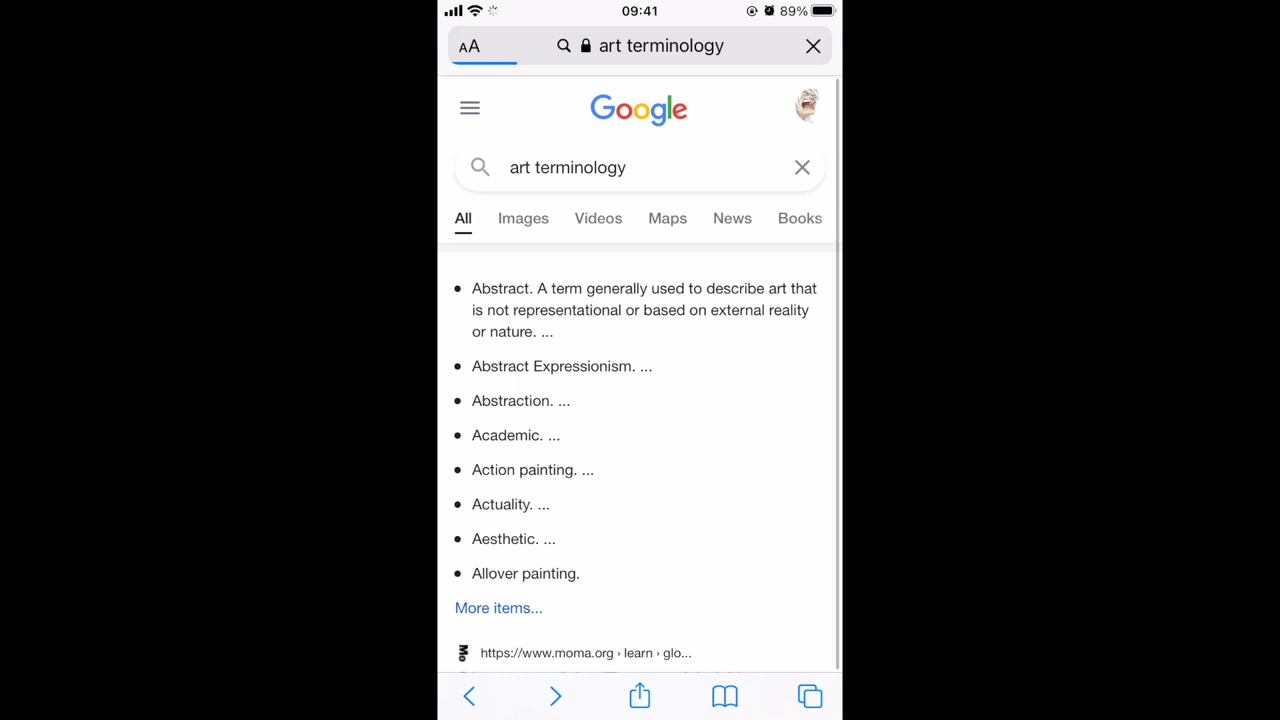 09:41
89%
AA
art terminology
Google
art terminology
All Images Videos Maps News Books
Abstract. A term generally used to describe art that
is not representational or based on external reality
or nature. ...
Abstract Expressionism. ...
Abstraction. ...
Academic. ...
Action painting. ...
Actuality. ...
Aesthetic. ...
Allover painting.
More items...
Mo
https://www.moma.org › learn › glo...